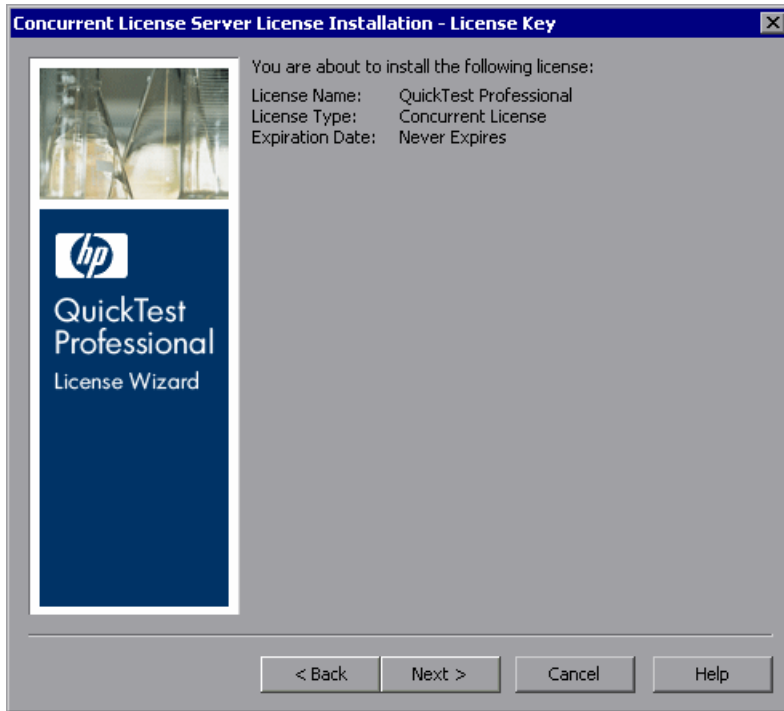 Concurrent License Server License Installation - License Key
You are about to install the following license:
License Name: QuickTest Professional
License Type: Concurrent License
Expiration Date: Never Expires
hp
QuickTest
Professional
License Wizard
< Back Next > Cancel Help